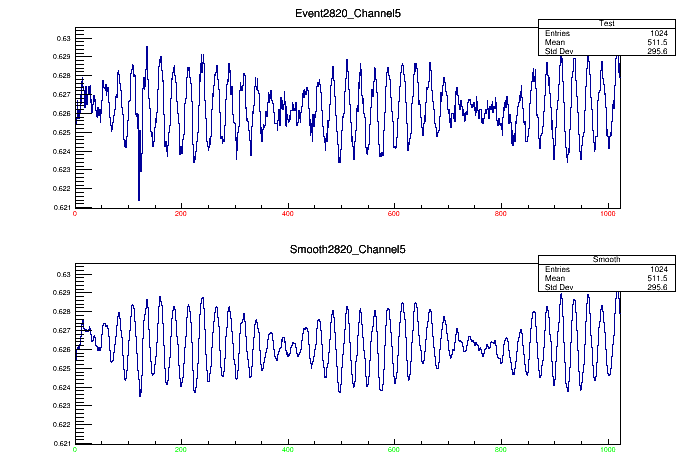 Event2820_Channel5
Test
Entries 1024
Mean 511.5
Std Dev 295.6
0.63
0.629
0.628
0.627
0.626
0.625
0.624
0.623
0.622
0.621
0 200 400 600 800 1000
Smooth2820_Channel5
Smooth
Entries 1024
Mean 511.5
Std Dev 295.6
0.63
0.629
0.628
0.627
0.626
0.625
0.624
0.623
0.622
0.621
0 200 400 600 800 1000